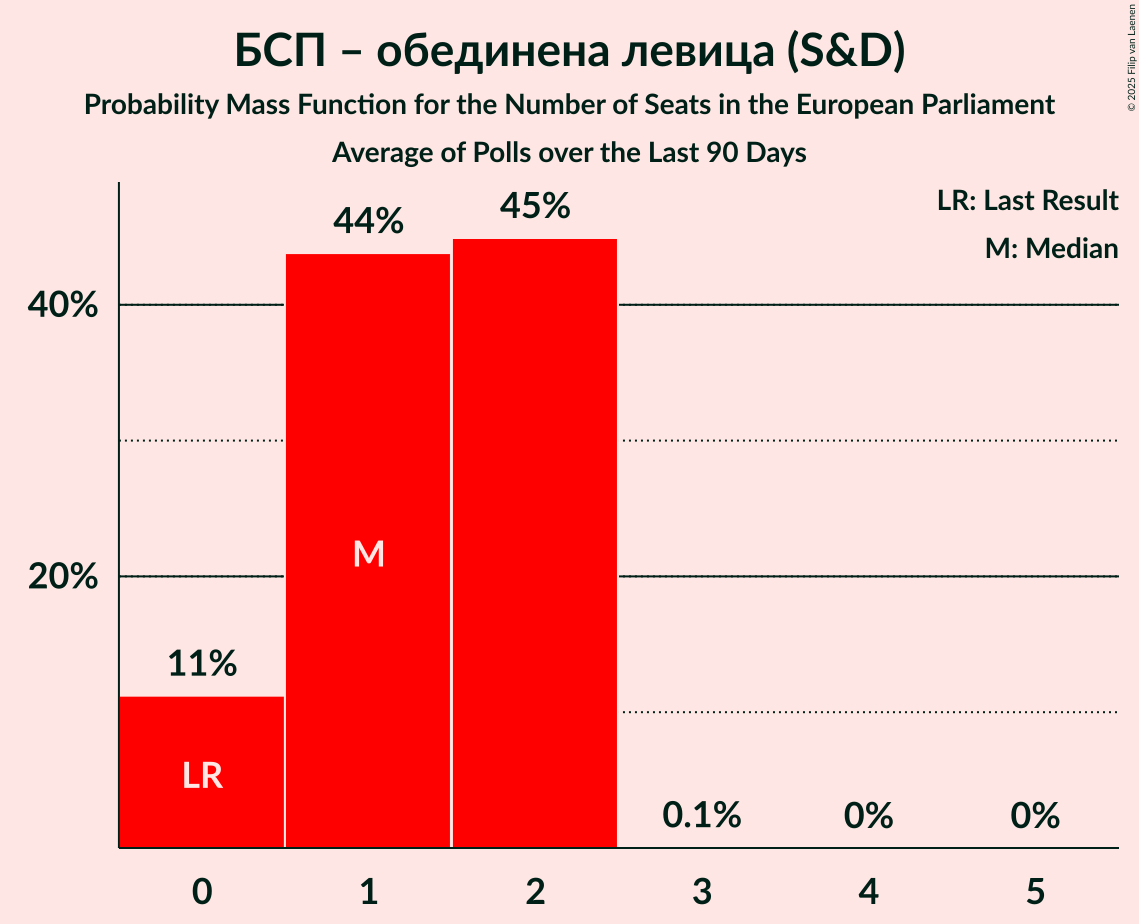 БСП – обединена левица (S&D)
Probability Mass Function for the Number of Seats in the European Parliament
Average of Polls over the Last 90 Days
© 2025 Filip van Laenen
LR: Last Result
M: Median
44%
45%
40%
M
20%
11%
LR
0.1%
0%
0%
0
1
2
3
4
5